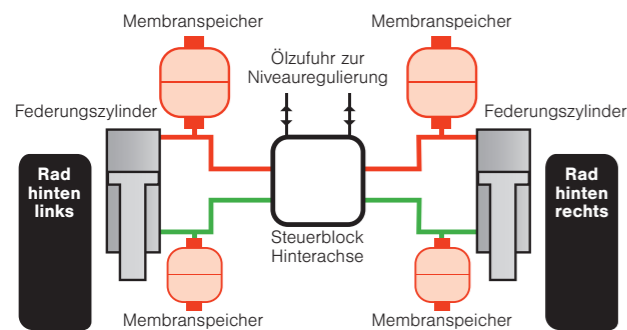 Membranspeicher
Membranspeicher
Ölzufuhr zur
Niveauregulierung
Federungszylinder
Federungszylinder
Rad
hinten
links
Rad
hinten
rechts
Steuerblock
Hinterachse
Membranspeicher
Membranspeicher